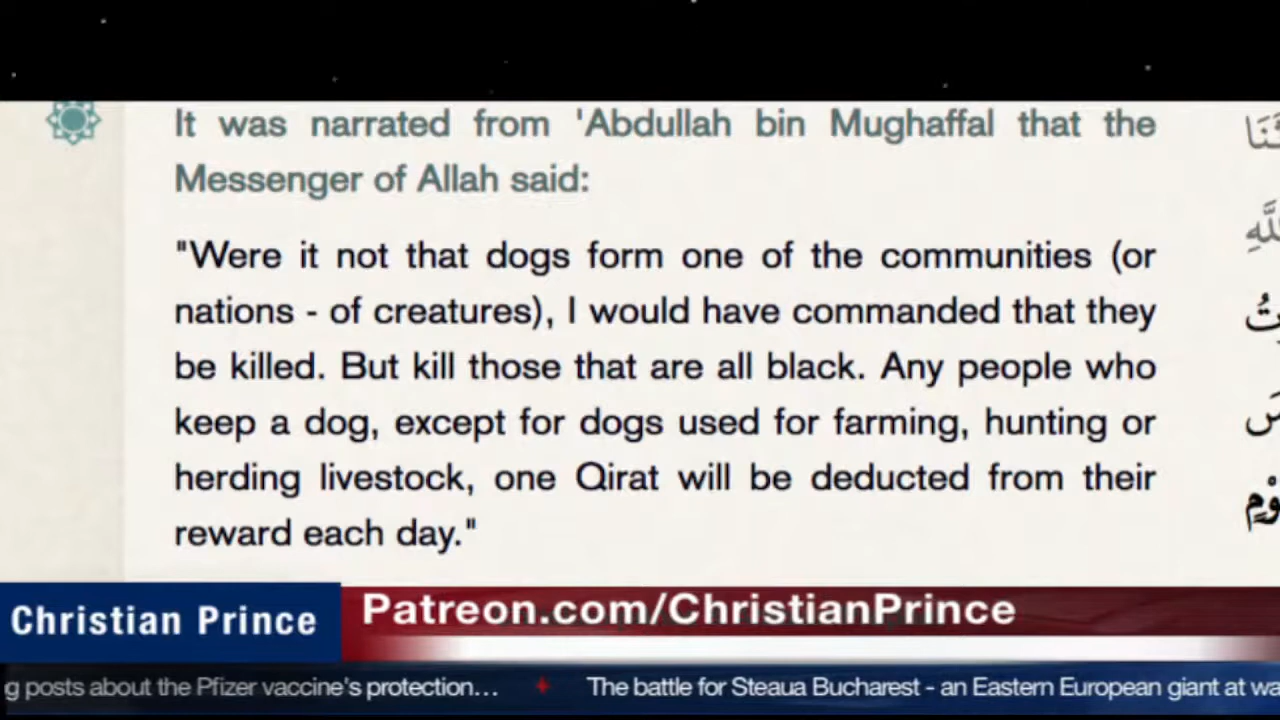 It was narrated from 'Abdullah bin Mughaffal that the
Messenger of Allah said:
"Were it not that dogs form one of the communities (or
nations - of creatures), I would have commanded that they
be killed. But kill those that are all black. Any people who
keep a dog, except for dogs used for farming, hunting or
herding livestock, one Qirat will be deducted from their
reward each day."
Christian Prince
Patreon.com/ChristianPrince
g posts about the Pfizer vaccine's protection... The battle for Steaua Bucharest - an Eastern European giant at wa